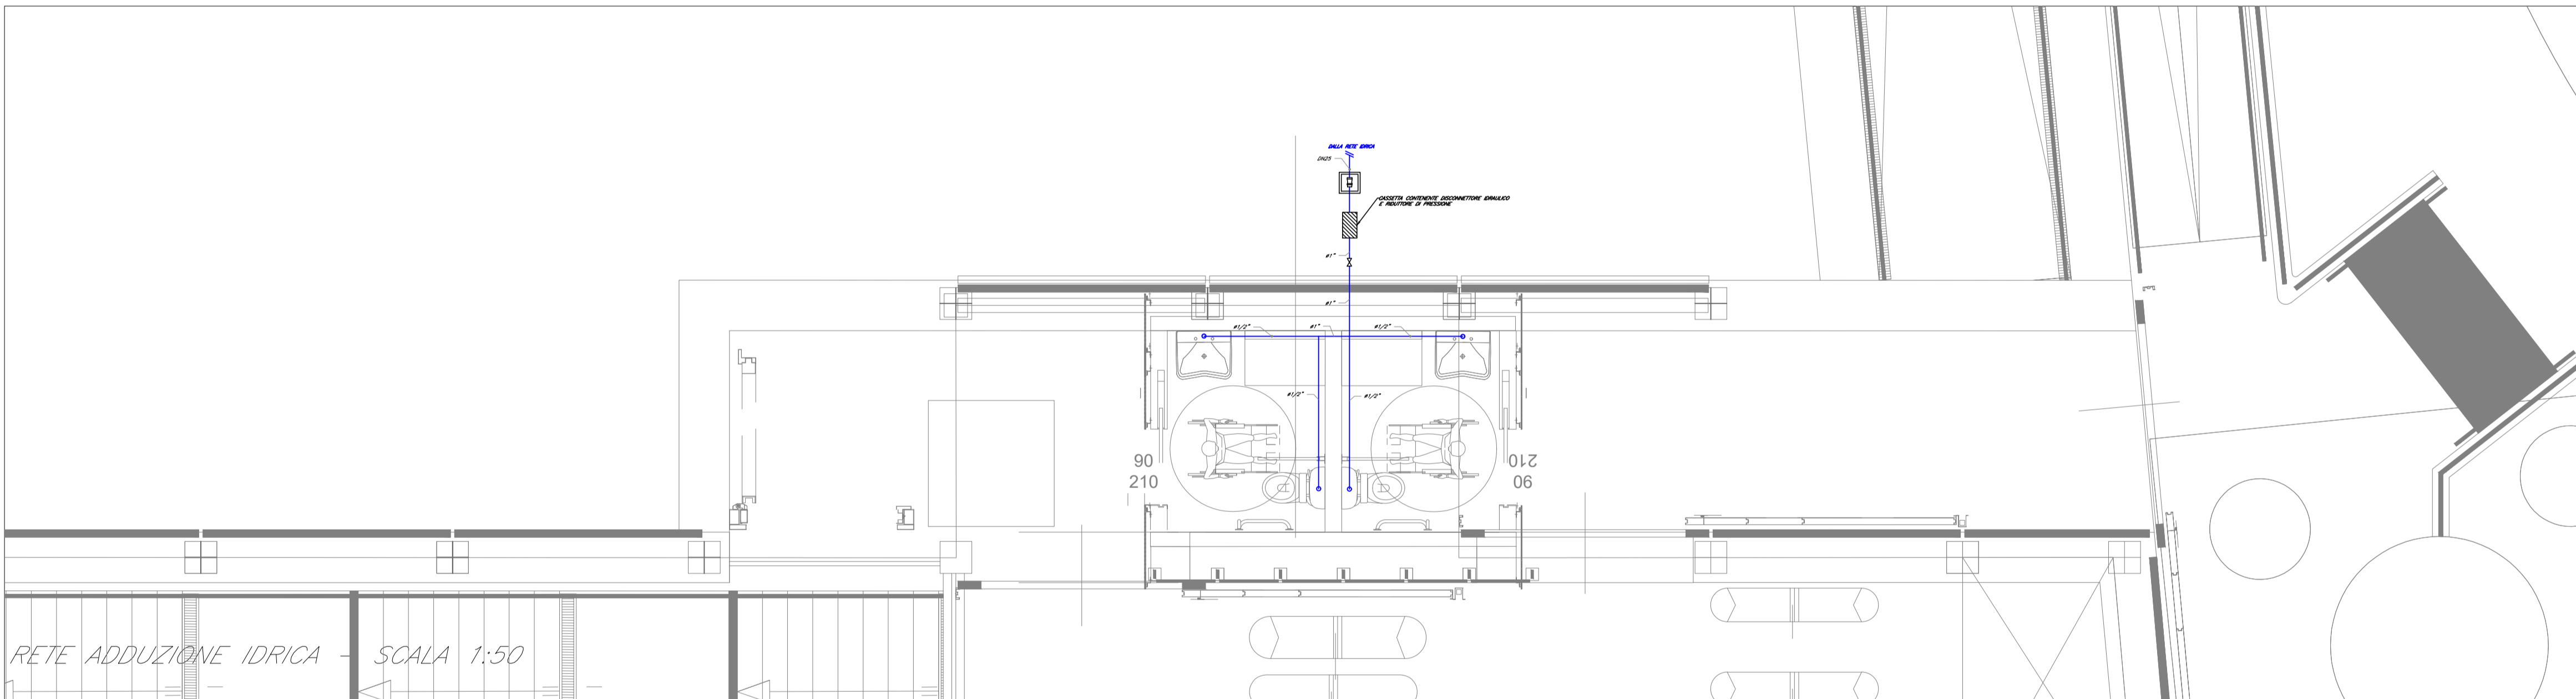 DALLA RETE IDRICA
DN25
CASSETTA CONTENENTE DISCONNETTORE IDRAULICO
E RIDUTTORE DI PRESSIONE
ø1"
ø1"
ø1/2"
ø1"
ø1/2"
ø1/2"
ø1/2"
90
210
210
90
RETE ADDUZIONE IDRICA - SCALA 1:50